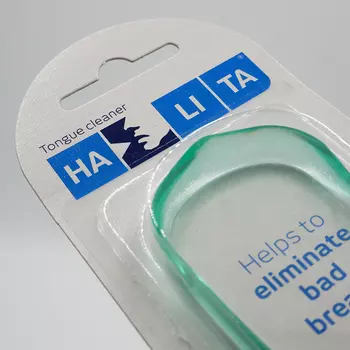 Tongue cleaner
HA LI TA
Helps to
eliminate
bad
brea